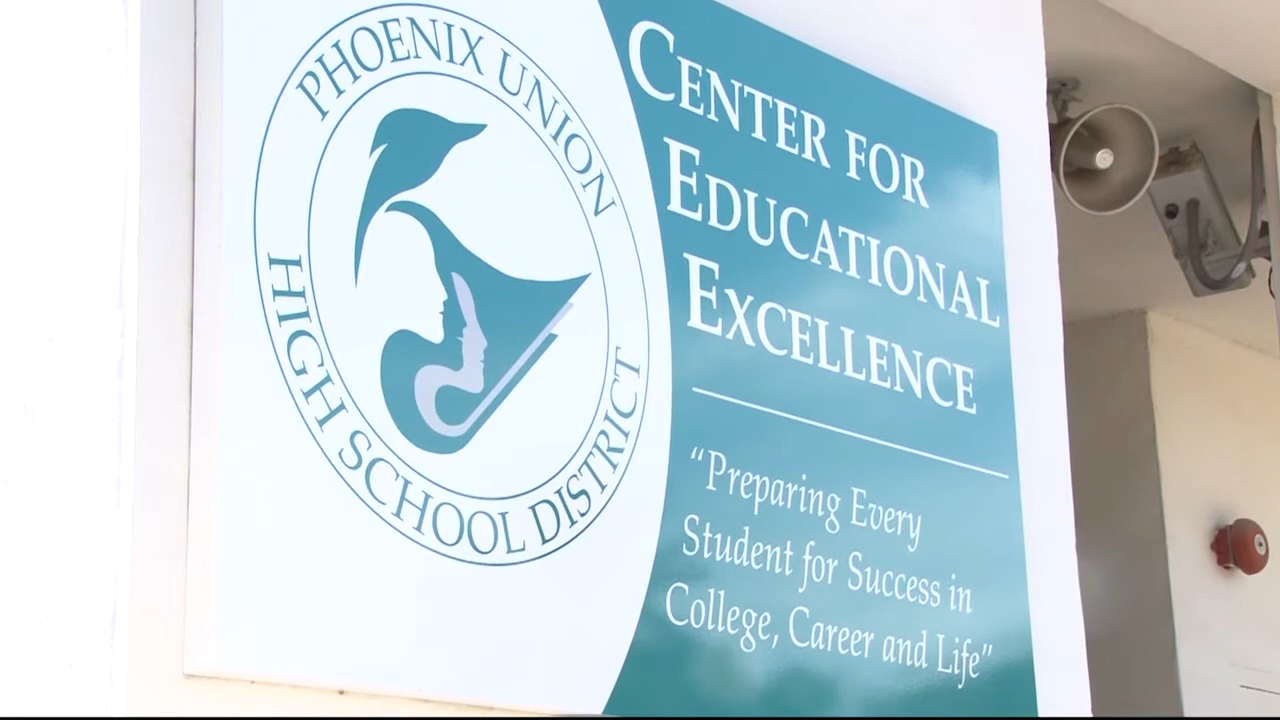 PHOENIX UNION
HIGH SCHOOL DISTRICT
CENTER FOR
EDUCATIONAL
EXCELLENCE
“Preparing Every
Student for Success in
College, Career and Life”